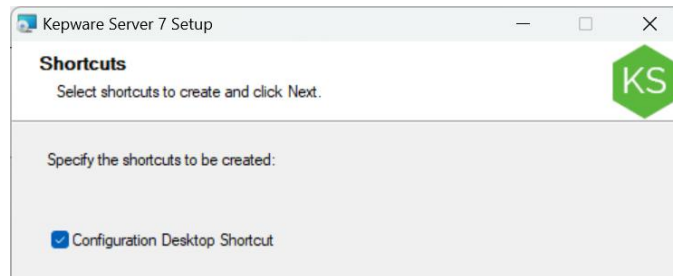 Kepware Server 7 Setup
Shortcuts
Select shortcuts to create and click Next.
KS
Specify the shortcuts to be created:
Configuration Desktop Shortcut